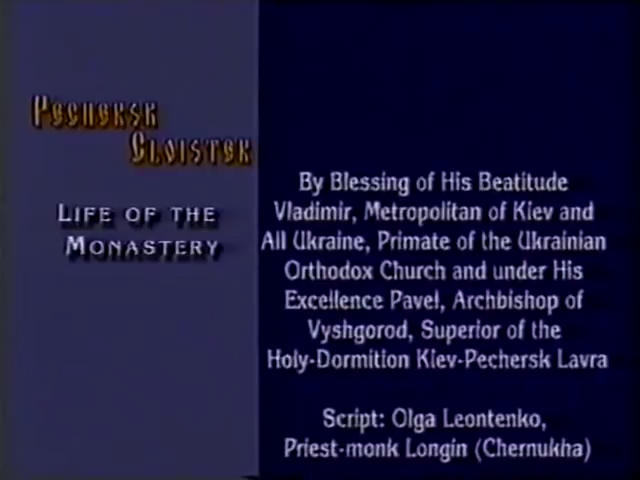 Pechersk
Cloister
Life of the
Monastery
By Blessing of His Beatitude
Vladimir, Metropolitan of Kiev and
All Ukraine, Primate of the Ukrainian
Orthodox Church and under His
Excellence Pavel, Archbishop of
Vyshgorod, Superior of the
Holy-Dormition Kiev-Pechersk Lavra
Script: Olga Leontenko,
Priest-monk Longin (Chernukha)